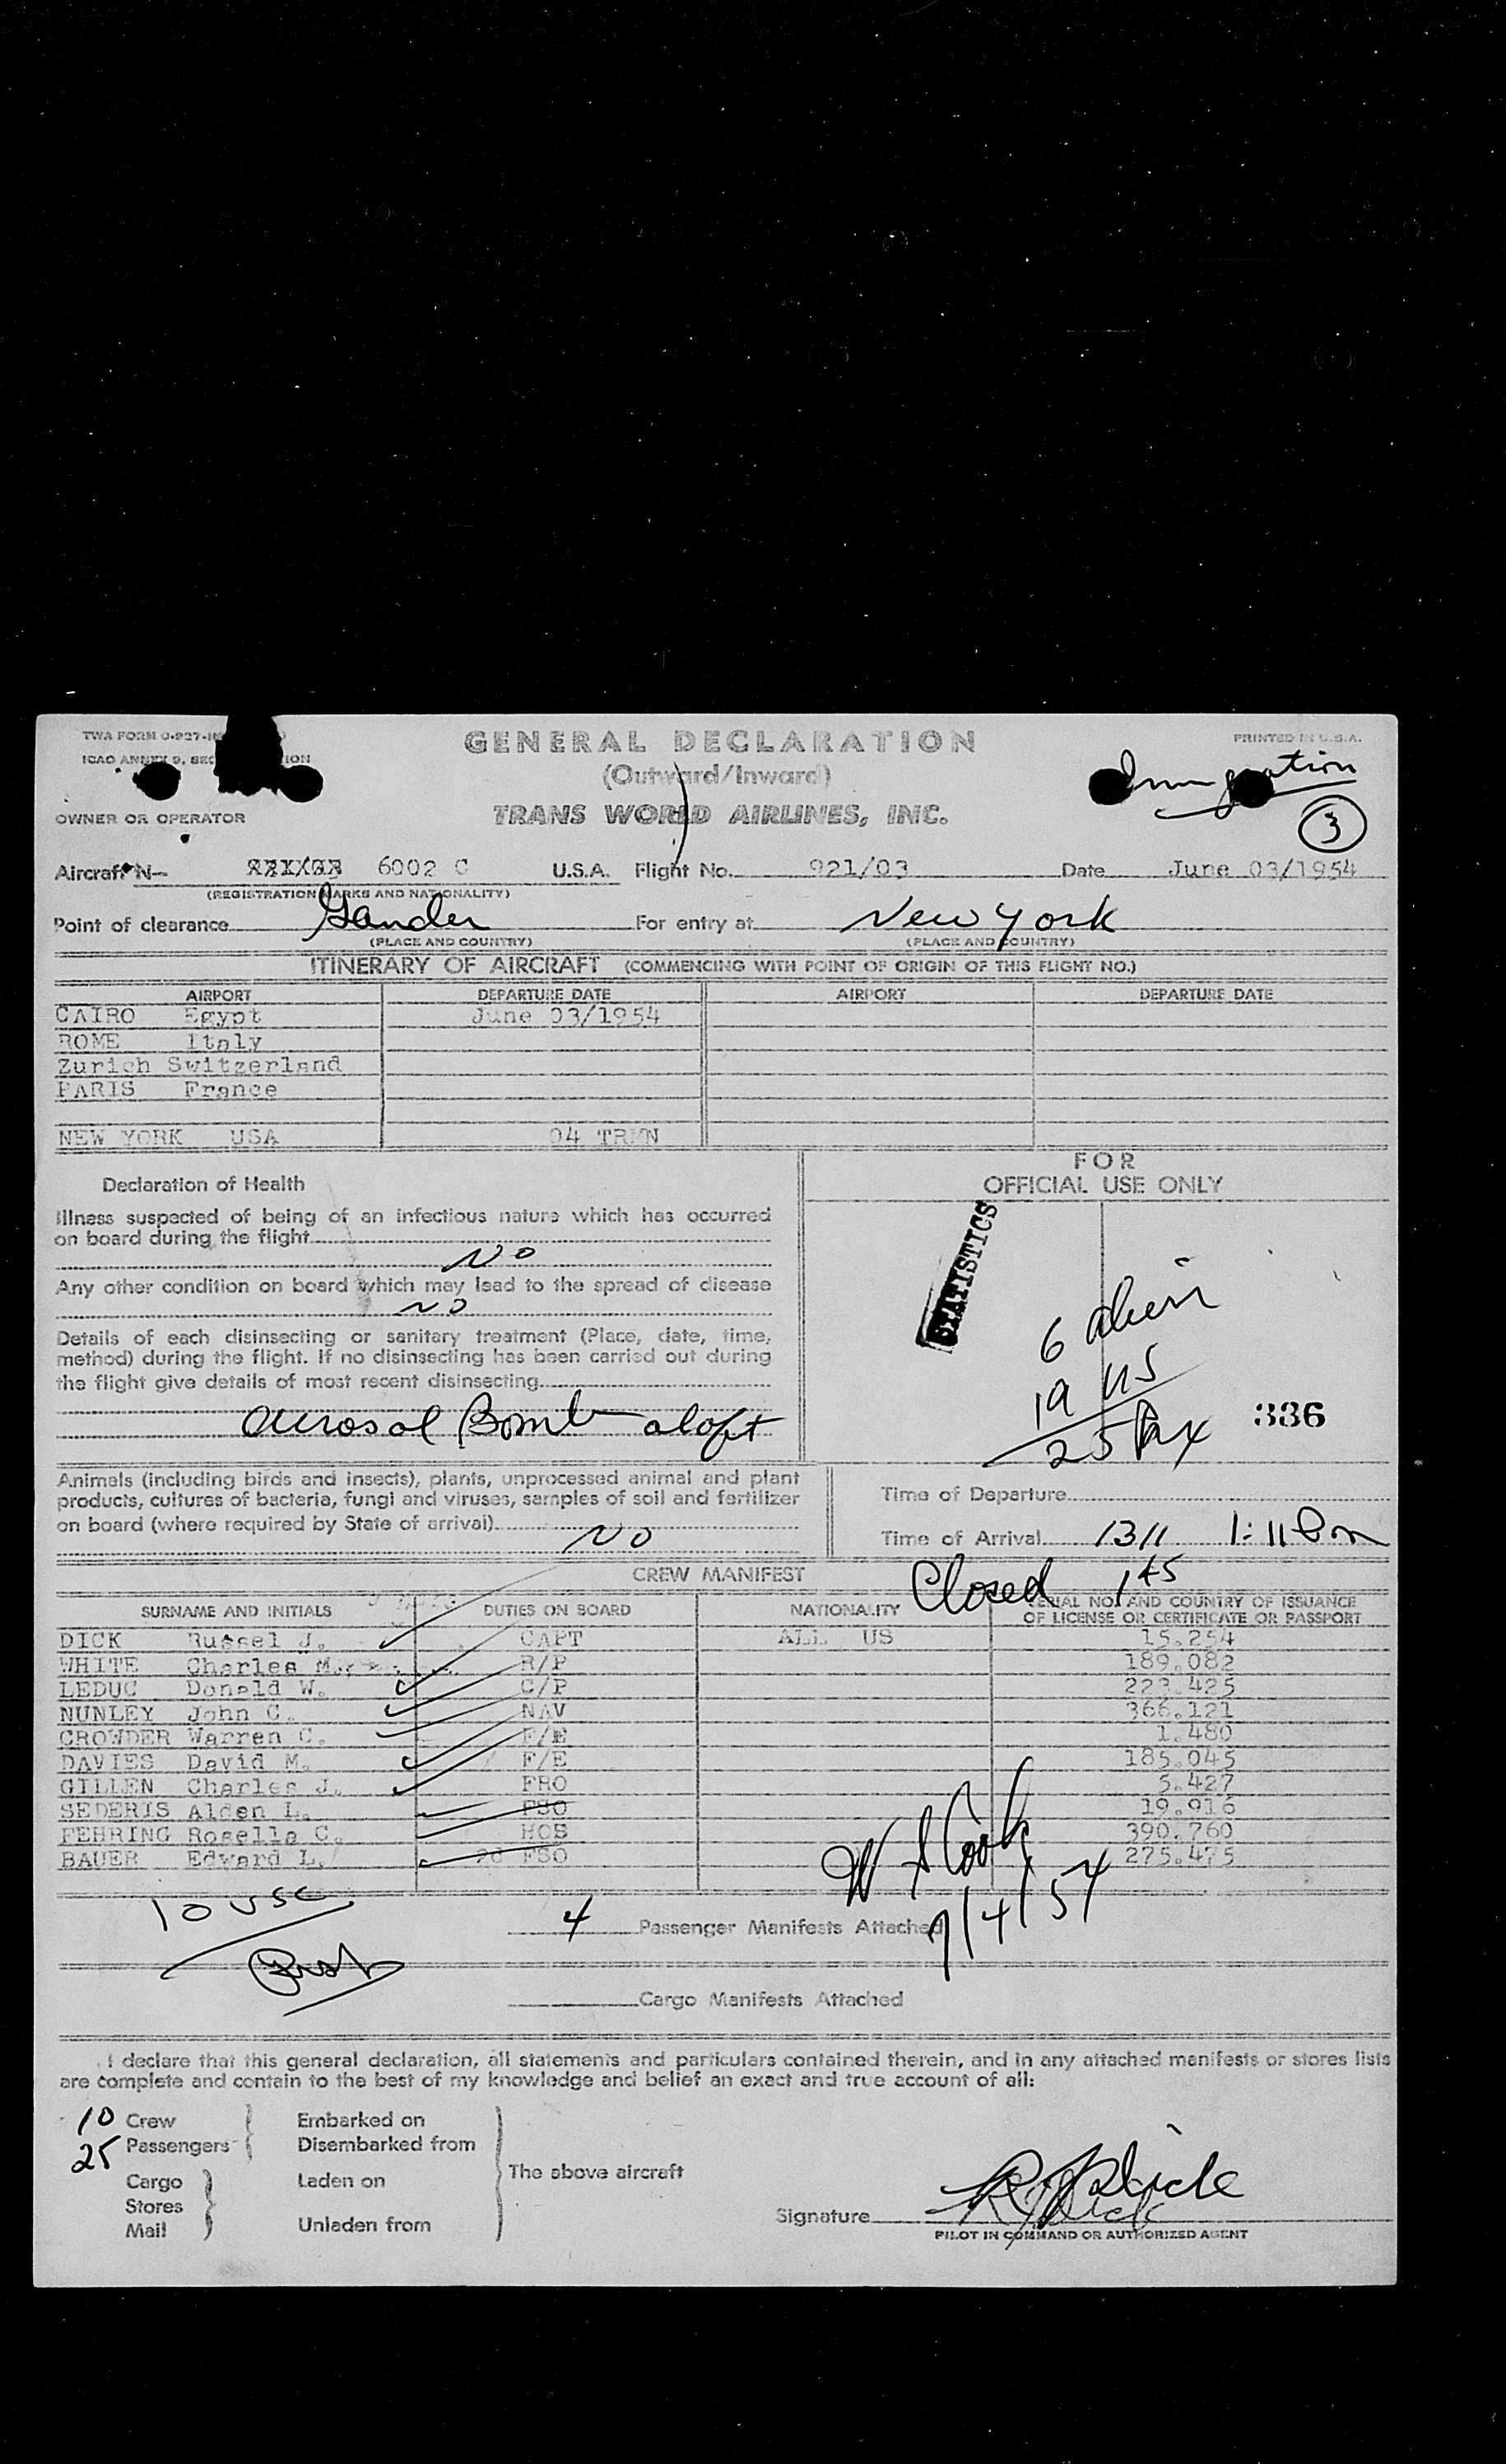 TWA FORM O-927-
PRINTED IN U.S.A.
GENERAL DECLARATION
ICAO ANNEX 9,
(Outward/Inward)
Immigration
OWNER OR OPERATOR
TRANS WORLD AIRLINES, INC.
3
Aircraft N— 6002 C U.S.A. Flight No. 921/03 Date June 03/1954
(REGISTRATION MARKS AND NATIONALITY)
Point of clearance Gander For entry at New York
(PLACE AND COUNTRY) (PLACE AND COUNTRY)
ITINERARY OF AIRCRAFT (COMMENCING WITH POINT OF ORIGIN OF THIS FLIGHT NO.)
AIRPORT DEPARTURE DATE AIRPORT DEPARTURE DATE
CAIRO Egypt June 03/1954
ROME Italy
Zurich Switzerland
PARIS France
NEW YORK USA 04 TRMN
FOR
OFFICIAL USE ONLY
Declaration of Health
Illness suspected of being of an infectious nature which has occurred
on board during the flight
NO
Any other condition on board which may lead to the spread of disease
NO
Details of each disinsecting or sanitary treatment (Place, date, time,
method) during the flight. If no disinsecting has been carried out during
the flight give details of most recent disinsecting
aerosol Bomb aloft
STATISTICS
6 alien
19 US
25 Pax
336
Animals (including birds and insects), plants, unprocessed animal and plant
products, cultures of bacteria, fungi and viruses, samples of soil and fertilizer
on board (where required by State of arrival)
NO
Time of Departure
Time of Arrival 1311 1:11 Pm
Closed 145
CREW MANIFEST
SURNAME AND INITIALS DUTIES ON BOARD NATIONALITY SERIAL NO. AND COUNTRY OF ISSUANCE
OF LICENSE OR CERTIFICATE OR PASSPORT
DICK Russel J. CAPT ALL US 15.254
WHITE Charles M. R/P 189.082
LEDUC Donald W. C/P 223.425
NUNLEY John C. NAV 366.121
CROWDER Warren C. F/E 1.480
DAVIES David M. F/E 185.045
GILLEN Charles J. FRO 5.427
SEDERIS Alden L. FSO 19.916
FEHRING Rosella C. HOS 390.760
BAUER Edward L. FSO 275.475
10 USC
W S Cook
4 Passenger Manifests Attached
/4/54
Cargo Manifests Attached
I declare that this general declaration, all statements and particulars contained therein, and in any attached manifests or stores lists
are complete and contain to the best of my knowledge and belief an exact and true account of all:
10 Crew Embarked on
25 Passengers Disembarked from
The above aircraft
Cargo Laden on
Stores
Mail Unladen from
Signature R J Dick
PILOT IN COMMAND OR AUTHORIZED AGENT